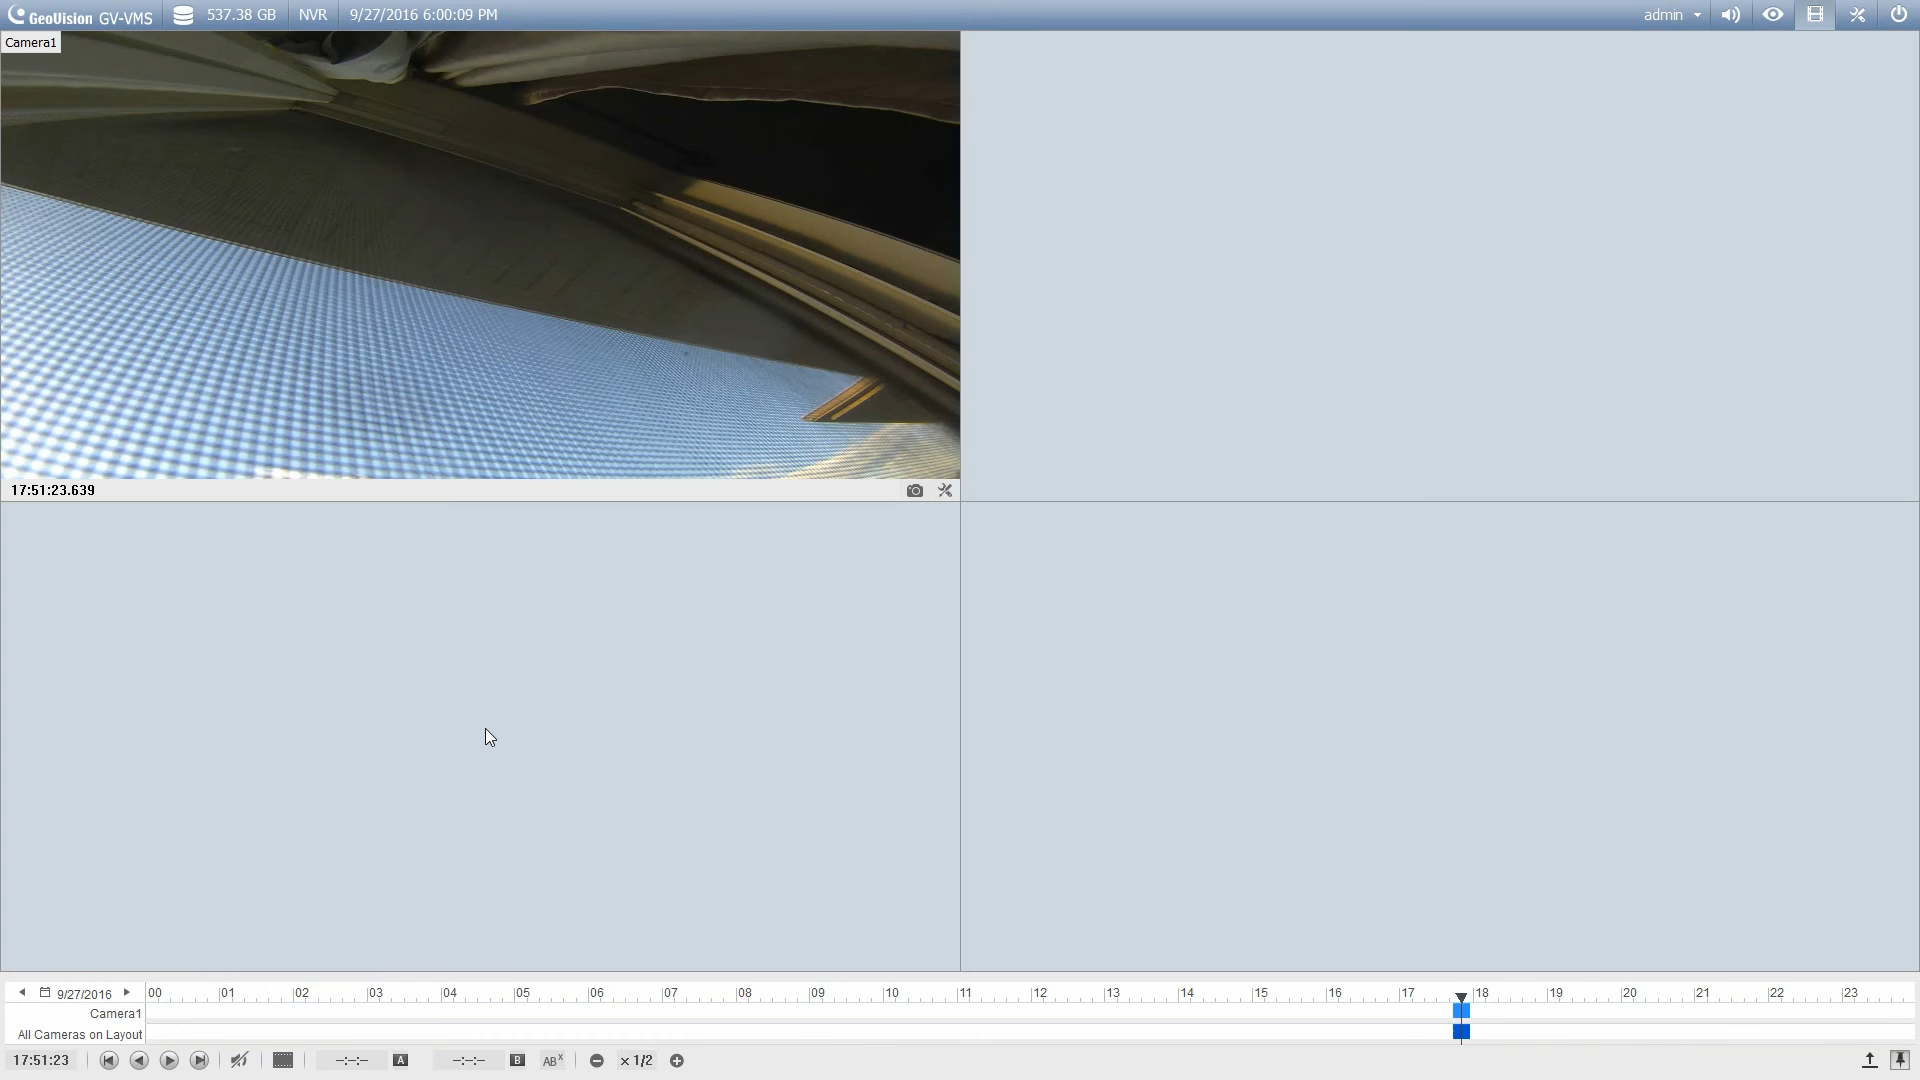 GeoVision GV-VMS 537.38 GB NVR 9/27/2016 6:00:09 PM admin
Camera1
17:51:23.639
9/27/2016 00 01 02 03 04 05 06 07 08 09 10 11 12 13 14 15 16 17 18 19 20 21 22 23
Camera1
All Cameras on Layout
17:51:23 --:--:-- A --:--:-- B ABx x 1/2